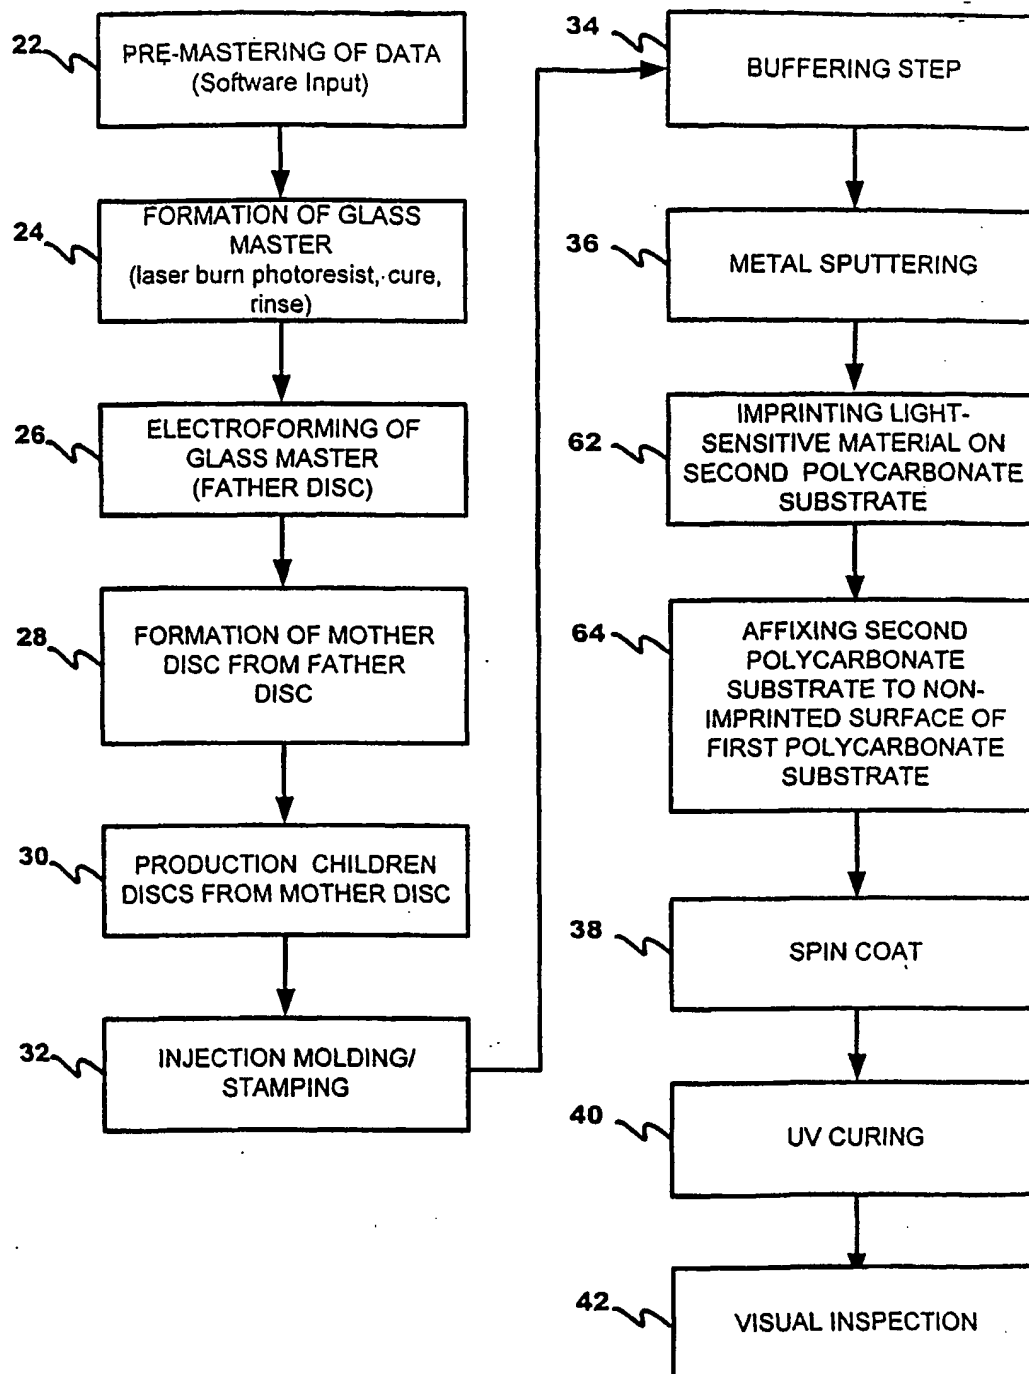 22
PRE-MASTERING OF DATA
(Software Input)
24
FORMATION OF GLASS
MASTER
(laser burn photoresist, cure,
rinse)
26
ELECTROFORMING OF
GLASS MASTER
(FATHER DISC)
28
FORMATION OF MOTHER
DISC FROM FATHER
DISC
30
PRODUCTION CHILDREN
DISCS FROM MOTHER DISC
32
INJECTION MOLDING/
STAMPING
34
BUFFERING STEP
36
METAL SPUTTERING
62
IMPRINTING LIGHT-
SENSITIVE MATERIAL ON
SECOND POLYCARBONATE
SUBSTRATE
64
AFFIXING SECOND
POLYCARBONATE
SUBSTRATE TO NON-
IMPRINTED SURFACE OF
FIRST POLYCARBONATE
SUBSTRATE
38
SPIN COAT
40
UV CURING
42
VISUAL INSPECTION